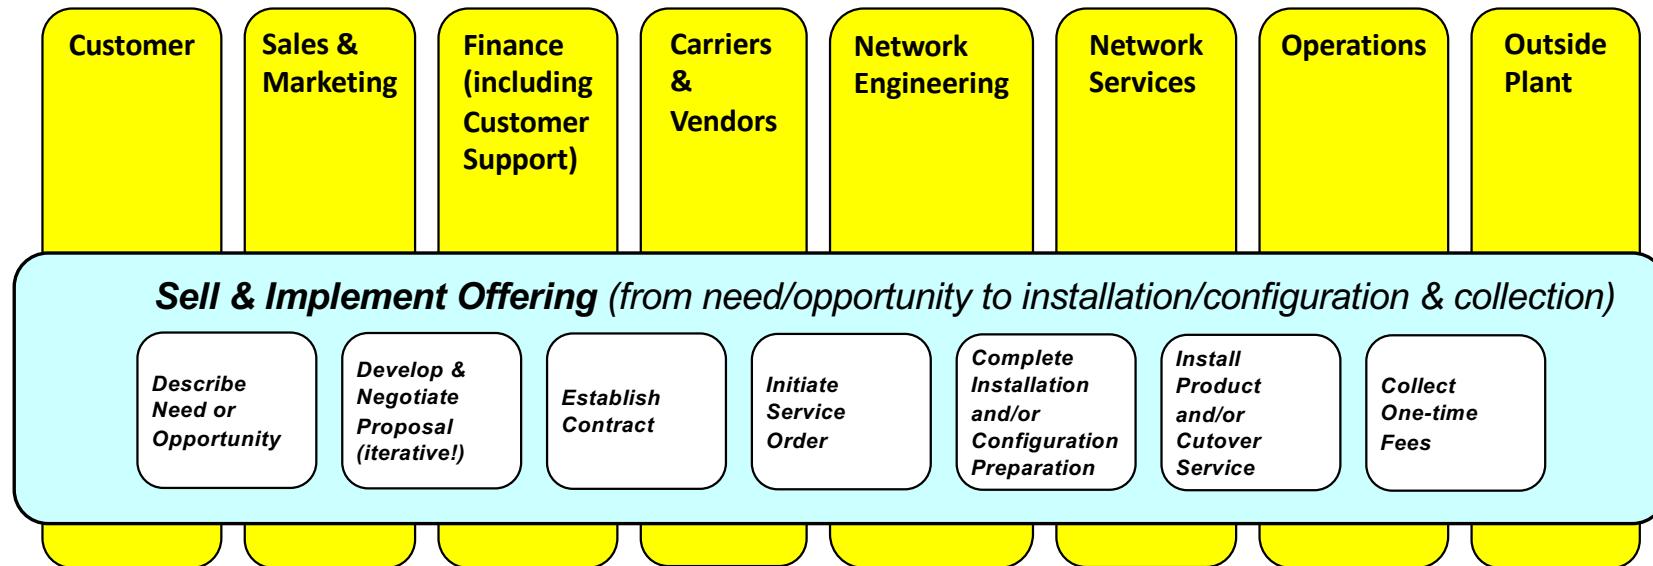 Customer
Sales &
Marketing
Finance
(including
Customer
Support)
Carriers
&
Vendors
Network
Engineering
Network
Services
Operations
Outside
Plant
Sell & Implement Offering (from need/opportunity to installation/configuration & collection)
Describe
Need or
Opportunity
Develop &
Negotiate
Proposal
(iterative!)
Establish
Contract
Initiate
Service
Order
Complete
Installation
and/or
Configuration
Preparation
Install
Product
and/or
Cutover
Service
Collect
One-time
Fees